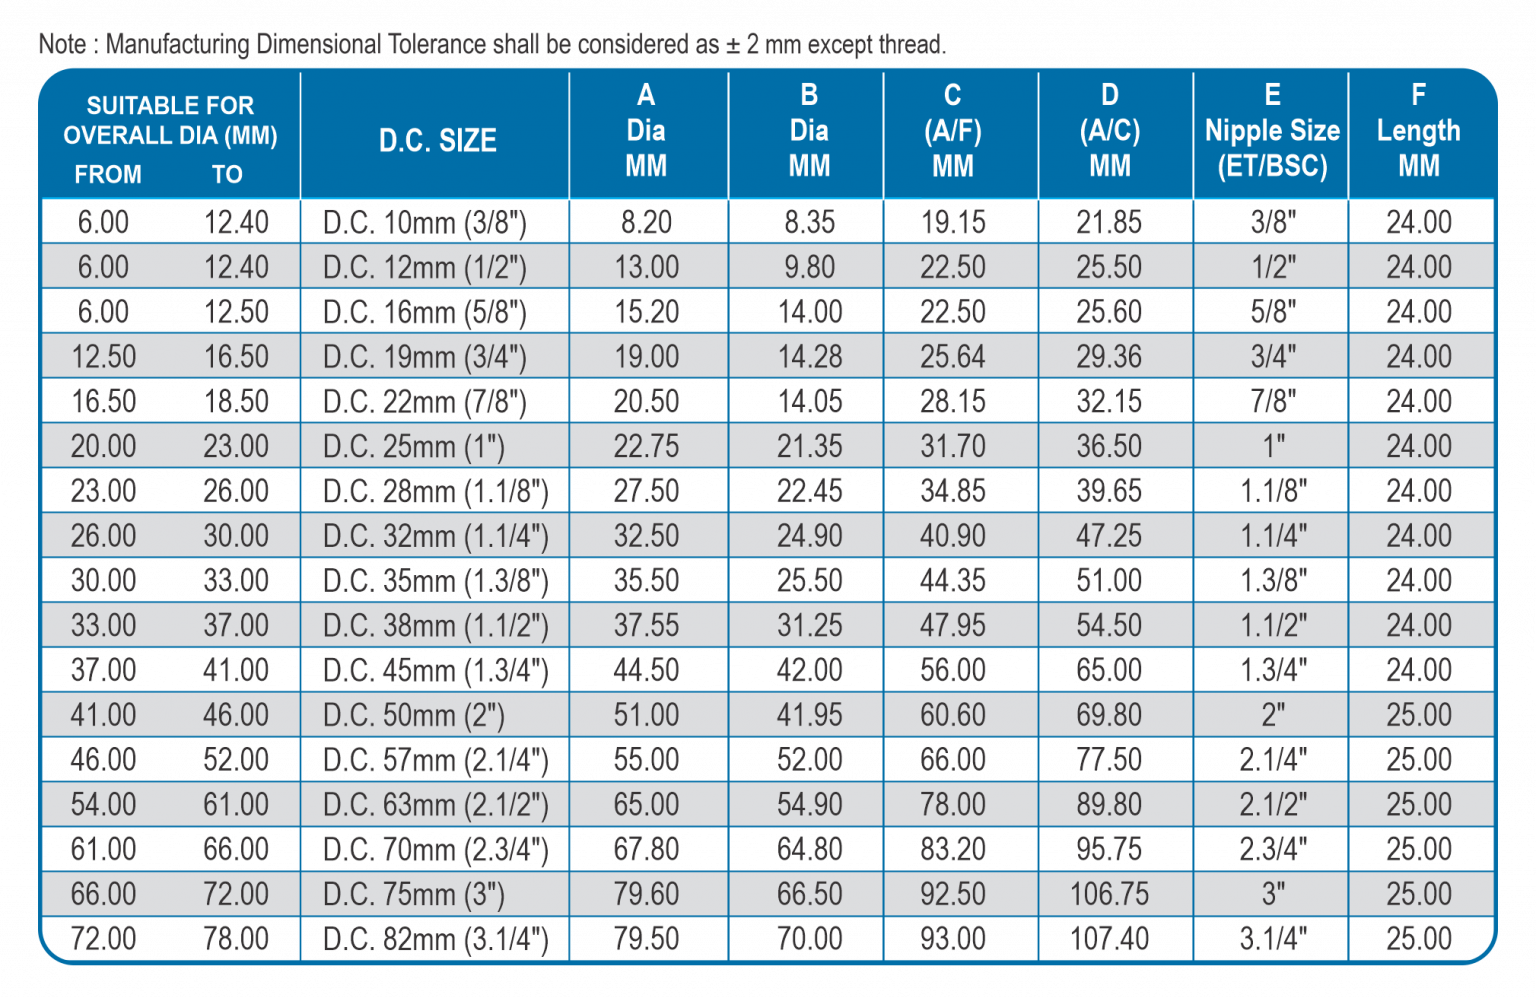 Note : Manufacturing Dimensional Tolerance shall be considered as ± 2 mm except thread.
SUITABLE FOR OVERALL DIA (MM) FROM TO D.C. SIZE A Dia MM B Dia MM C (A/F) MM D (A/C) MM E Nipple Size (ET/BSC) F Length MM
6.00 12.40 D.C. 10mm (3/8") 8.20 8.35 19.15 21.85 3/8" 24.00
6.00 12.40 D.C. 12mm (1/2") 13.00 9.80 22.50 25.50 1/2" 24.00
6.00 12.50 D.C. 16mm (5/8") 15.20 14.00 22.50 25.60 5/8" 24.00
12.50 16.50 D.C. 19mm (3/4") 19.00 14.28 25.64 29.36 3/4" 24.00
16.50 18.50 D.C. 22mm (7/8") 20.50 14.05 28.15 32.15 7/8" 24.00
20.00 23.00 D.C. 25mm (1") 22.75 21.35 31.70 36.50 1" 24.00
23.00 26.00 D.C. 28mm (1.1/8") 27.50 22.45 34.85 39.65 1.1/8" 24.00
26.00 30.00 D.C. 32mm (1.1/4") 32.50 24.90 40.90 47.25 1.1/4" 24.00
30.00 33.00 D.C. 35mm (1.3/8") 35.50 25.50 44.35 51.00 1.3/8" 24.00
33.00 37.00 D.C. 38mm (1.1/2") 37.55 31.25 47.95 54.50 1.1/2" 24.00
37.00 41.00 D.C. 45mm (1.3/4") 44.50 42.00 56.00 65.00 1.3/4" 24.00
41.00 46.00 D.C. 50mm (2") 51.00 41.95 60.60 69.80 2" 25.00
46.00 52.00 D.C. 57mm (2.1/4") 55.00 52.00 66.00 77.50 2.1/4" 25.00
54.00 61.00 D.C. 63mm (2.1/2") 65.00 54.90 78.00 89.80 2.1/2" 25.00
61.00 66.00 D.C. 70mm (2.3/4") 67.80 64.80 83.20 95.75 2.3/4" 25.00
66.00 72.00 D.C. 75mm (3") 79.60 66.50 92.50 106.75 3" 25.00
72.00 78.00 D.C. 82mm (3.1/4") 79.50 70.00 93.00 107.40 3.1/4" 25.00